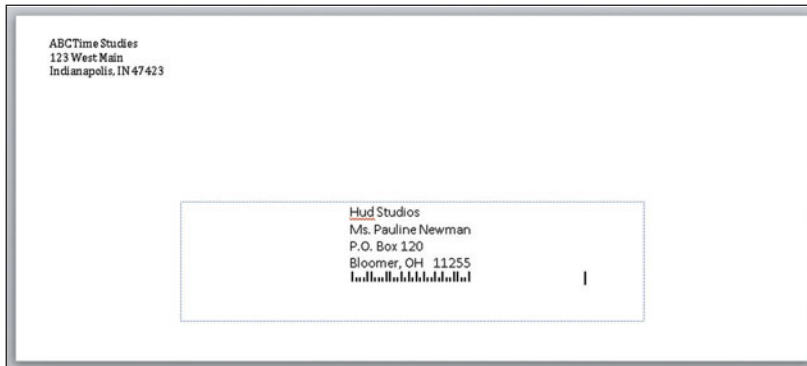 ABCTime Studies
123 West Main
Indianapolis, IN 47423
Hud Studios
Ms. Pauline Newman
P.O. Box 120
Bloomer, OH 11255